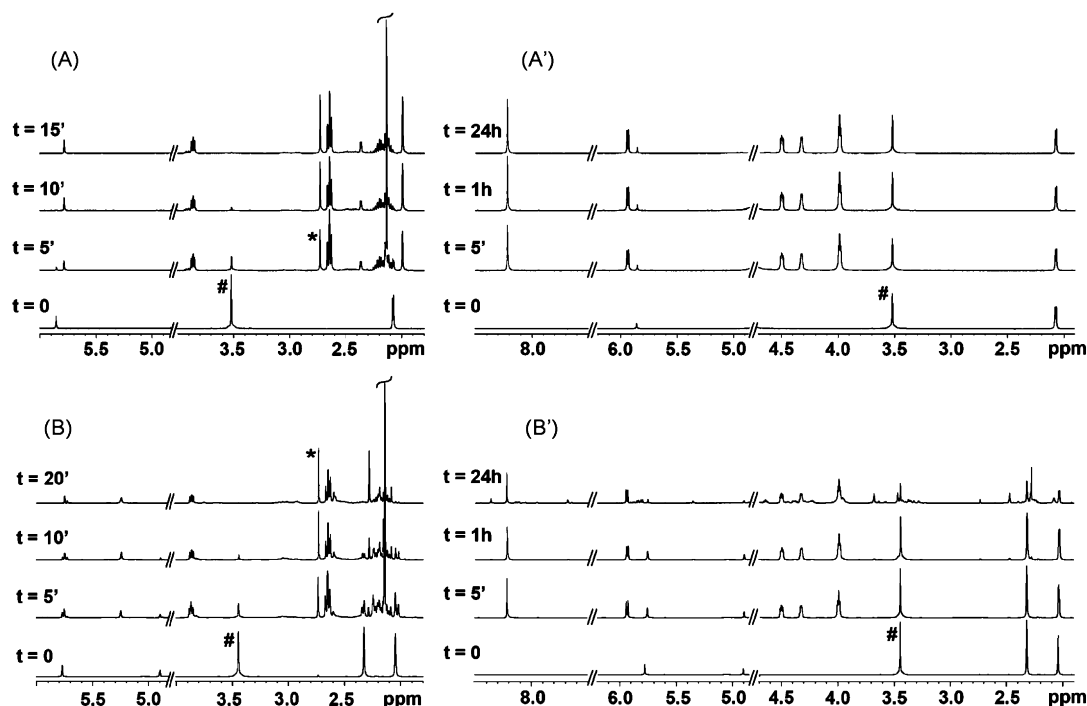 (A)
t = 15'
t = 10'
t = 5'
*
#
t = 0
5.5 5.0 3.5 3.0 2.5 ppm
(A')
t = 24h
t = 1h
t = 5'
#
t = 0
8.0 6.0 5.5 5.0 4.5 4.0 3.5 3.0 2.5 ppm
(B)
*
t = 20'
t = 10'
t = 5'
#
t = 0
5.5 5.0 3.5 3.0 2.5 ppm
(B')
t = 24h
t = 1h
t = 5'
#
t = 0
8.0 6.0 5.5 5.0 4.5 4.0 3.5 3.0 2.5 ppm